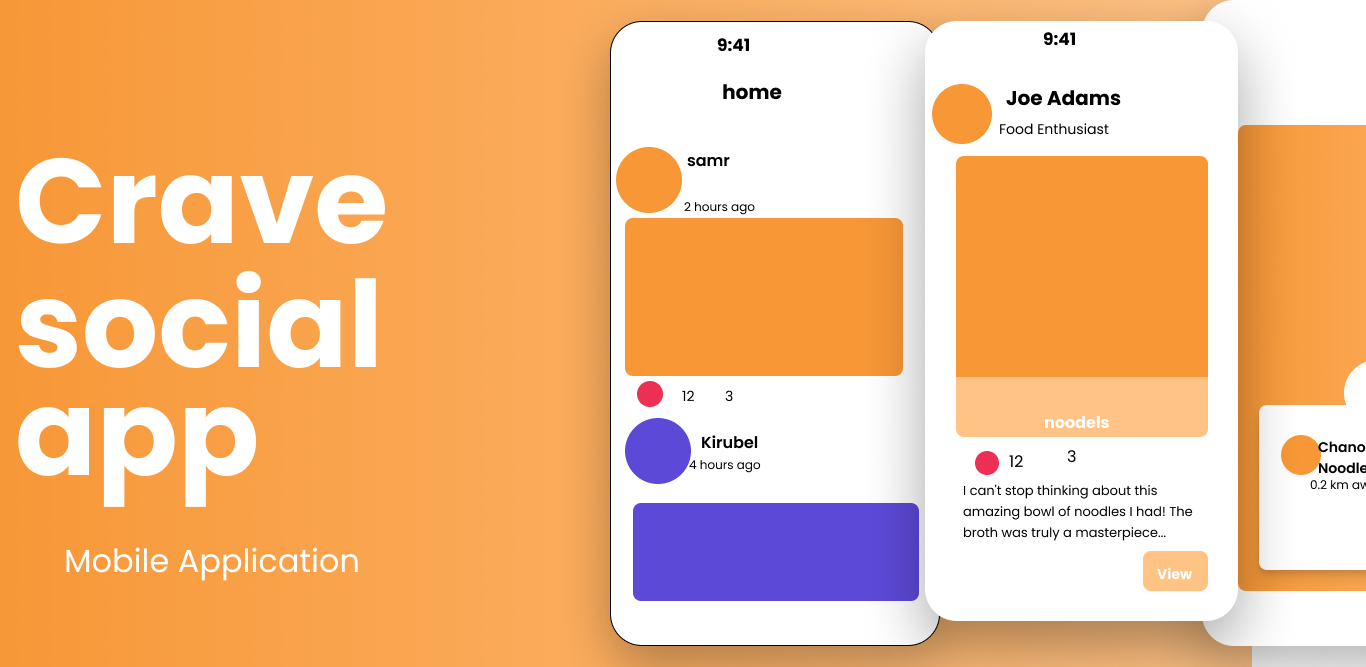 Crave
social
app
Mobile Application
9:41
home
samr
2 hours ago
12 3
Kirubel
4 hours ago
9:41
Joe Adams
Food Enthusiast
noodels
12 3
I can't stop thinking about this
amazing bowl of noodles I had! The
broth was truly a masterpiece...
View
Chano
Noodle
0.2 km aw